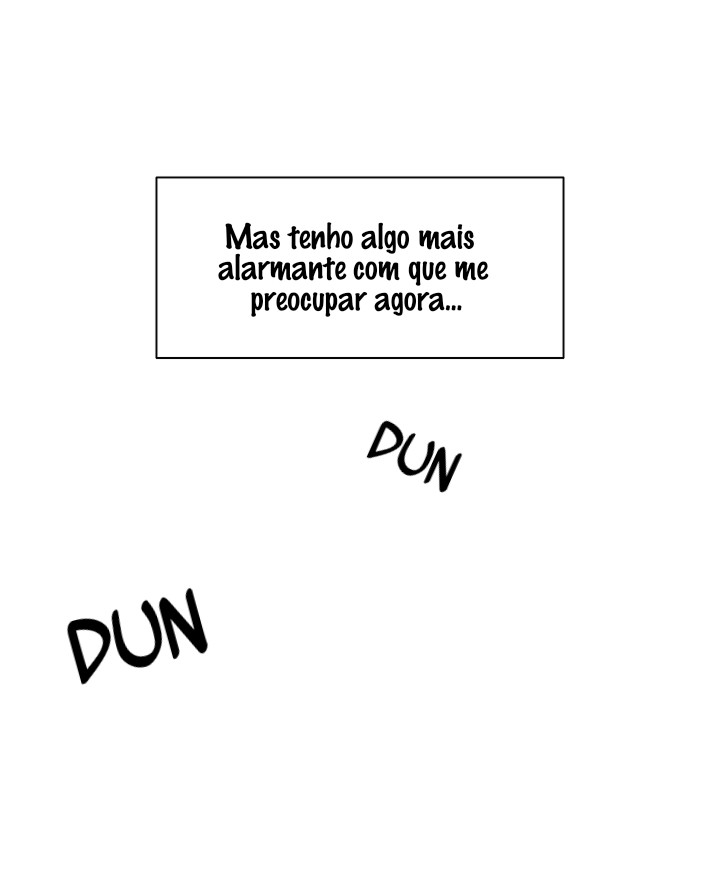 Mas tenho algo mais
alarmante com que me
preocupar agora...
DUN
DUN